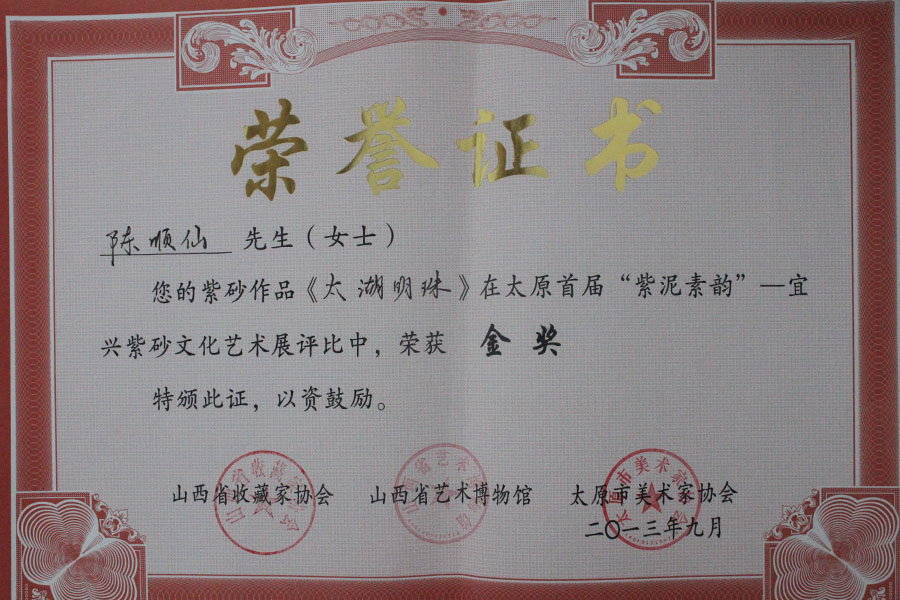 荣誉证书
陈顺仙 先生（女士）
您的紫砂作品《太湖明珠》在太原首届“紫泥素韵”—宜
兴紫砂文化艺术展评比中，荣获 金奖
特颁此证，以资鼓励。
山西省收藏家协会 山西省艺术博物馆 太原市美术家协会
二〇一三年九月